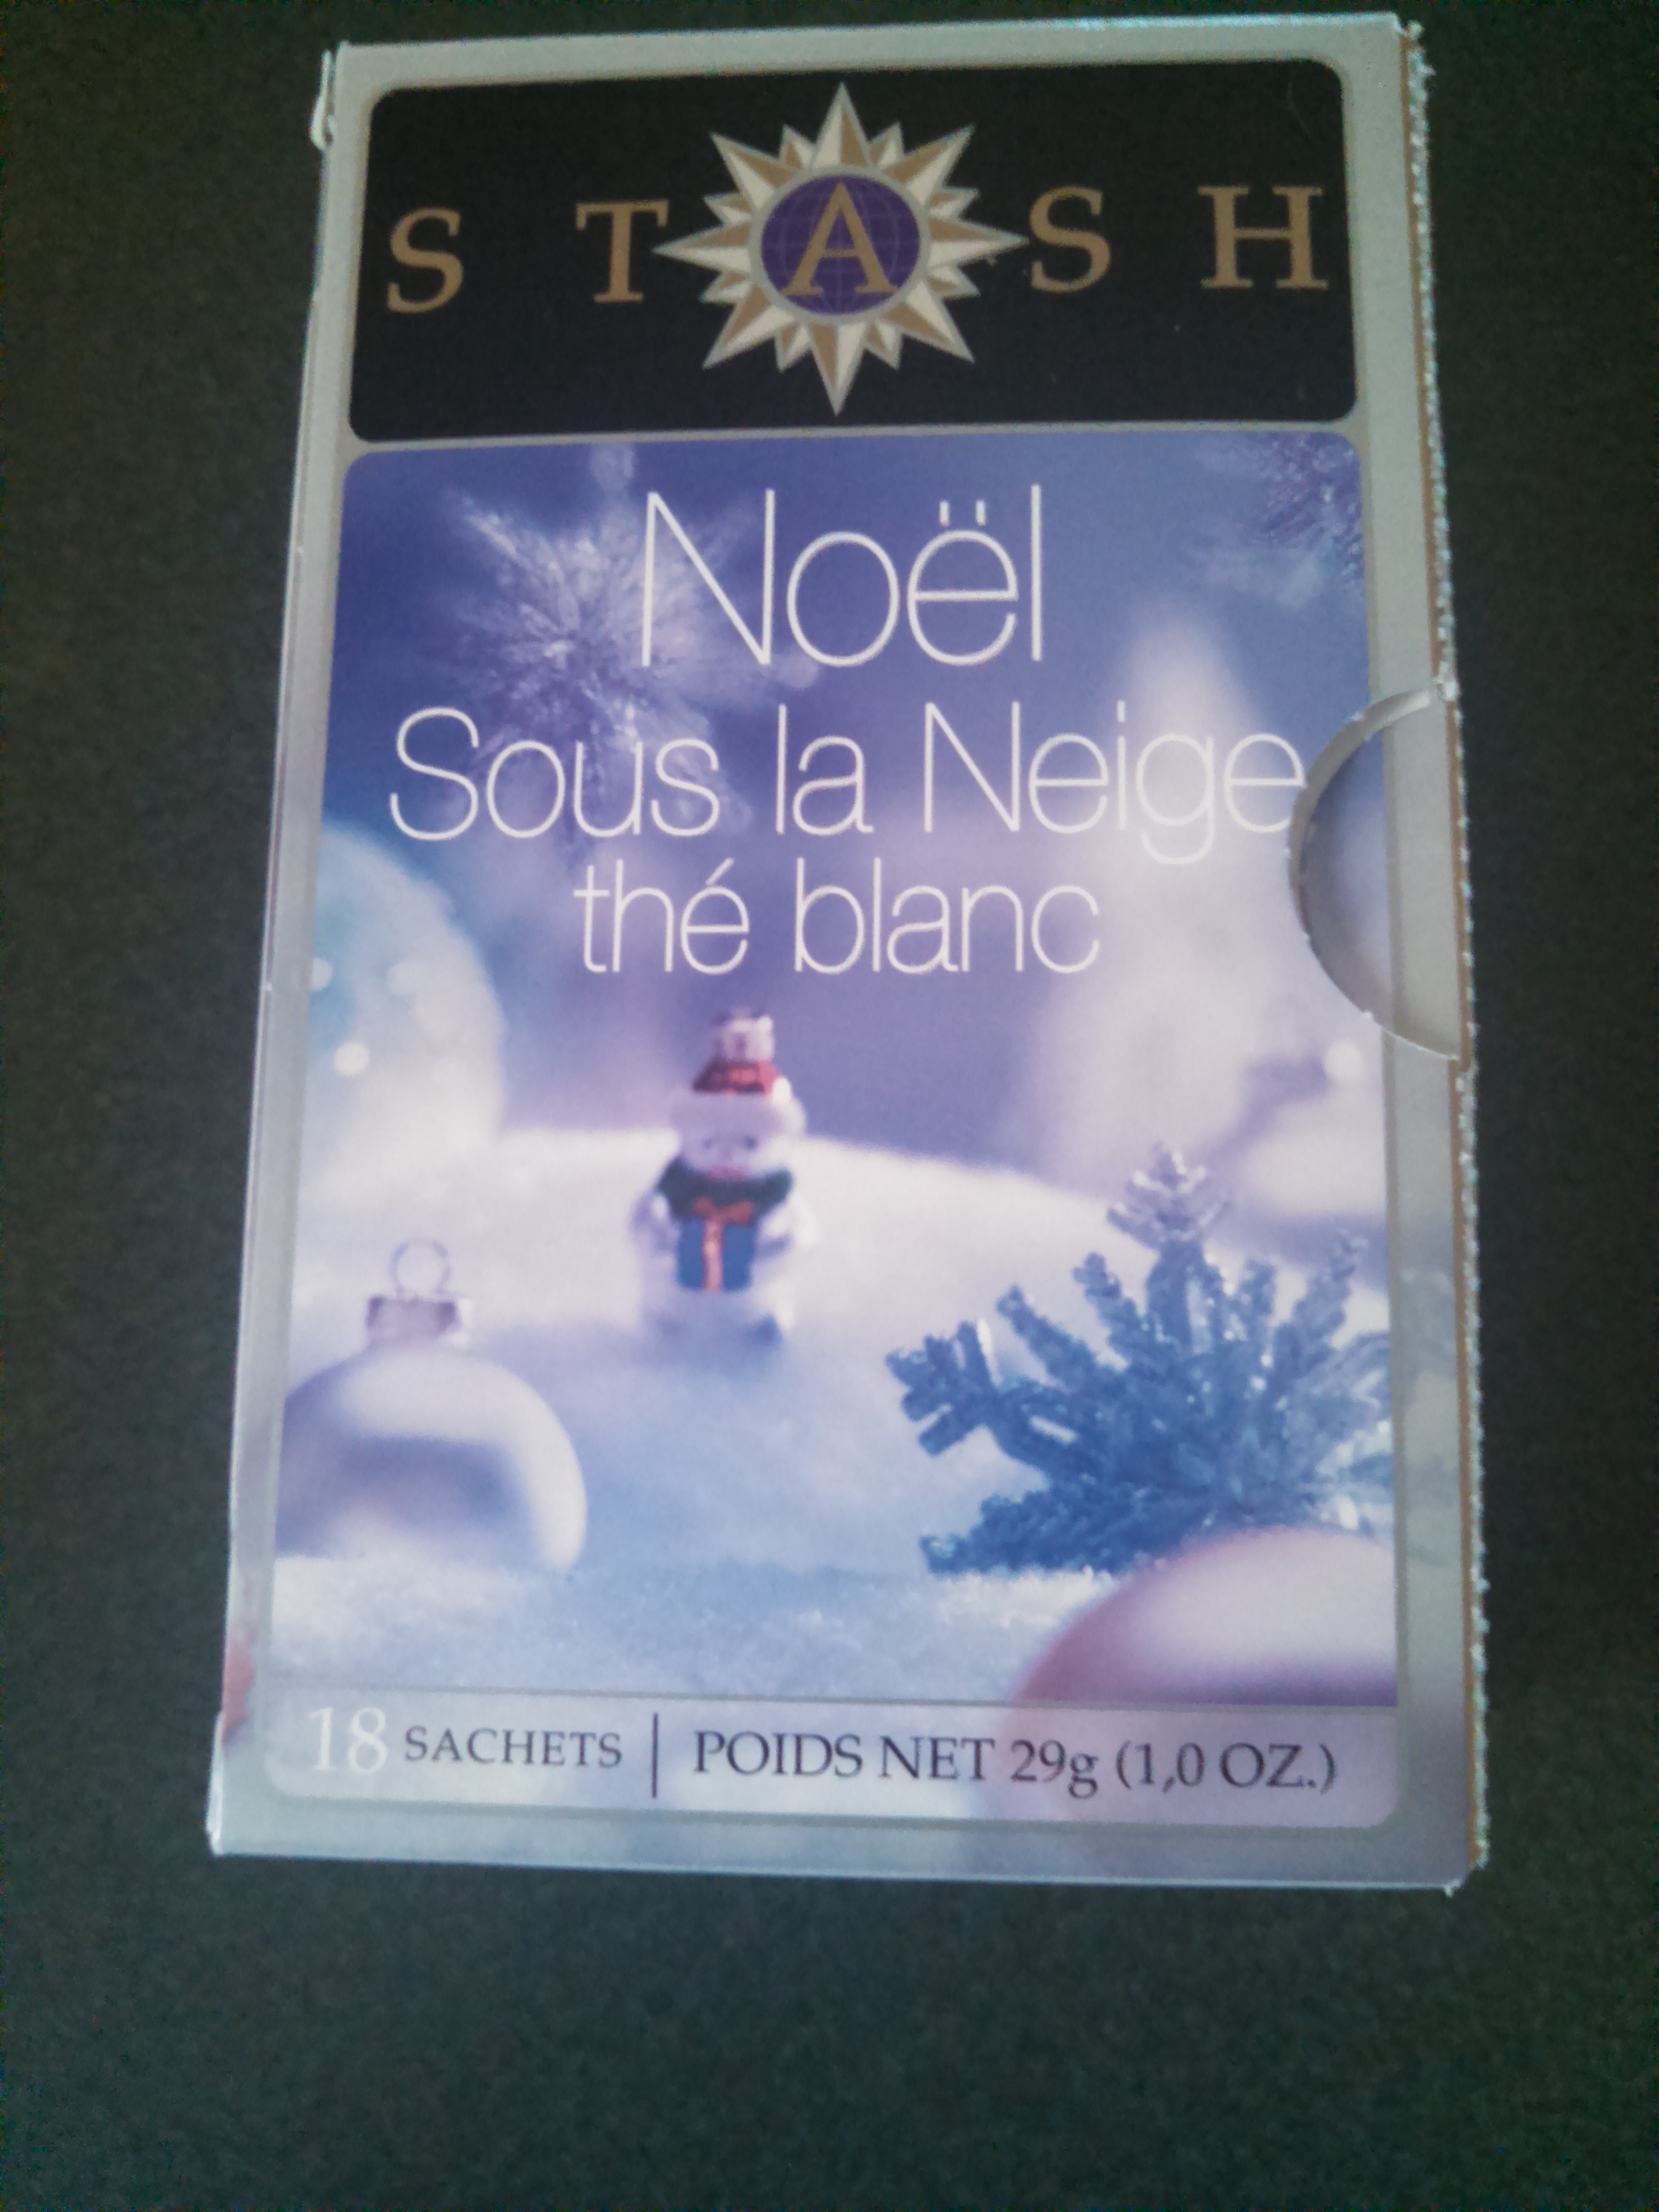 STASH
Noël
Sous la Neige
thé blanc
18 SACHETS | POIDS NET 29g (1,0 OZ.)